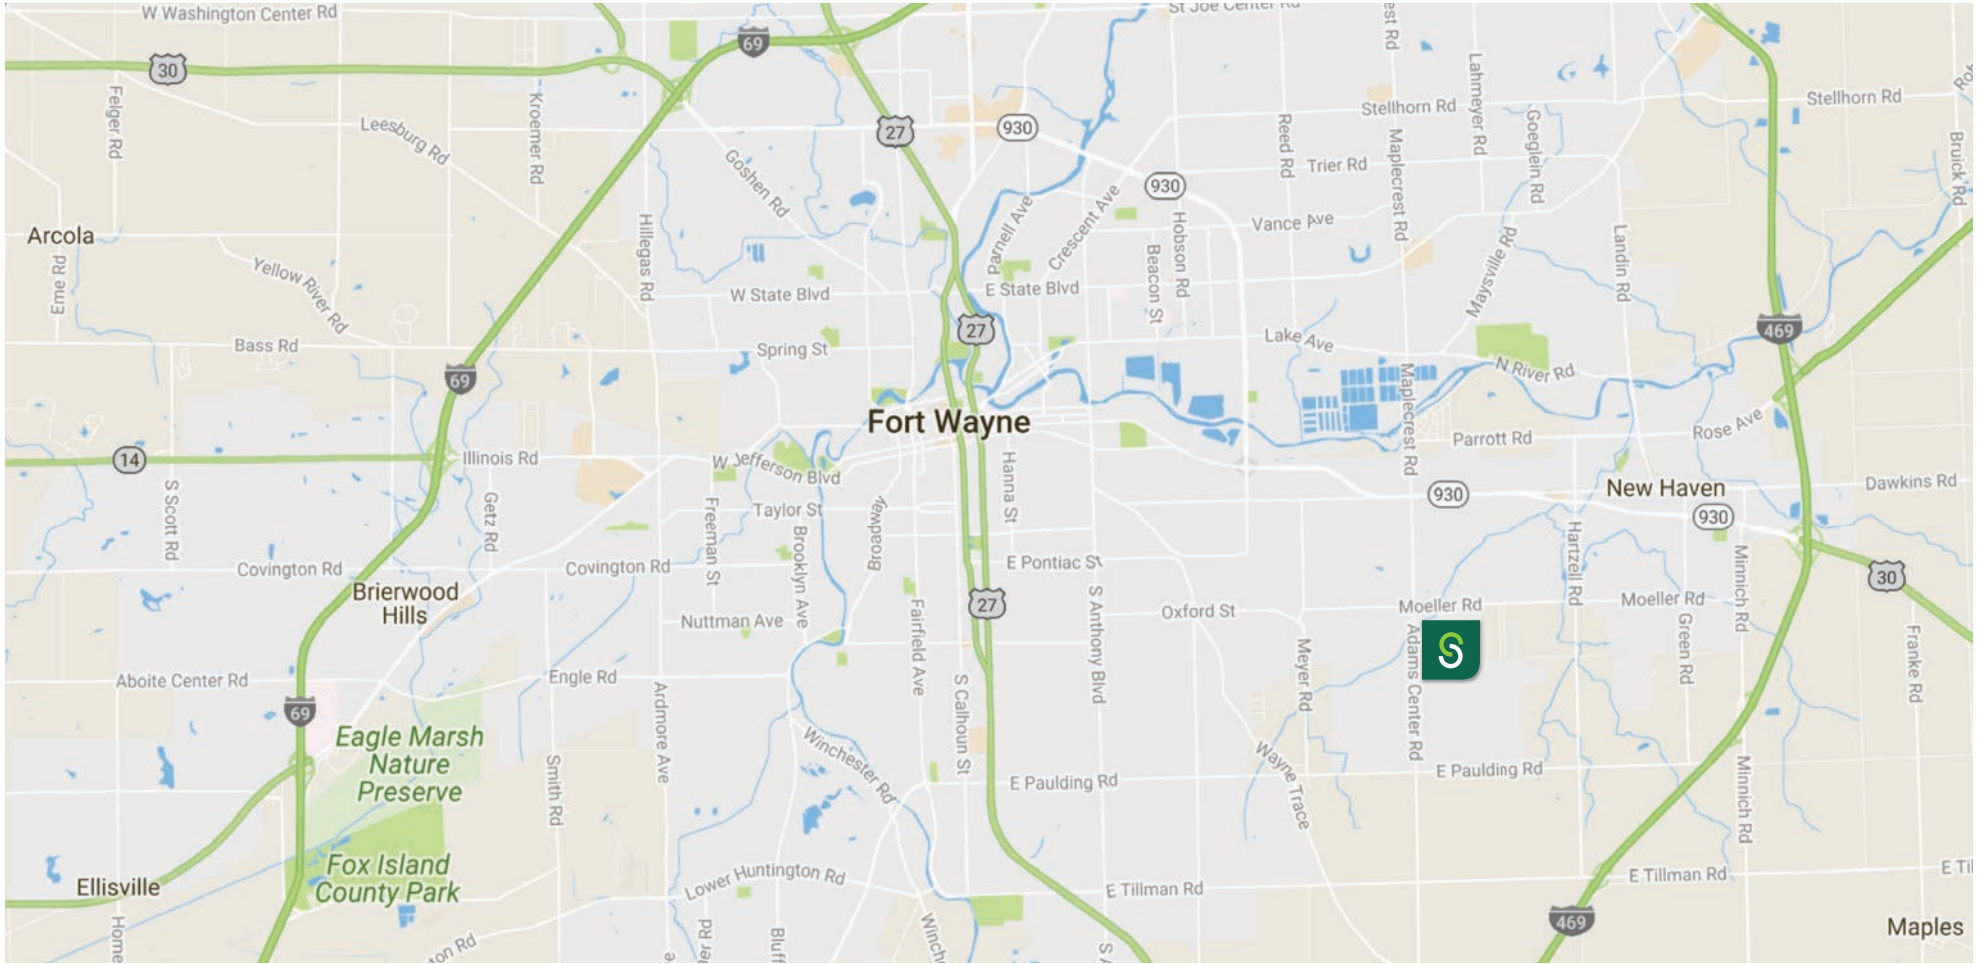 W Washington Center Rd
St Joe Center Rd
69
30
Felger Rd
Leesburg Rd
Kroemer Rd
27
930
Goshen Rd
930
Stellhorn Rd
Lahmeyer Rd
Goeglein Rd
Stellhorn Rd
Reed Rd
Trier Rd
Maplecrest Rd
Bruick Rd
Arcola
Eme Rd
Hillegas Rd
Parnell Ave
Crescent Ave
Hobson Rd
Vance Ave
Beacon St
Maysville Rd
Landin Rd
Yellow River Rd
W State Blvd
E State Blvd
27
469
Bass Rd
Spring St
Lake Ave
N River Rd
69
Maplecrest Rd
Fort Wayne
Rose Ave
Parrott Rd
14
Illinois Rd
W Jefferson Blvd
Hanna St
S Scott Rd
Getz Rd
Freeman St
Taylor St
Broadway
930
New Haven
Dawkins Rd
930
Brooklyn Ave
Hartzell Rd
Minnich Rd
Covington Rd
Covington Rd
E Pontiac St
30
Brierwood
Hills
27
S Anthony Blvd
Oxford St
Moeller Rd
Moeller Rd
Nuttman Ave
Fairfield Ave
Meyer Rd
Adams Center Rd
S
Green Rd
Franke Rd
Aboite Center Rd
Engle Rd
Ardmore Ave
S Calhoun St
69
Eagle Marsh
Nature
Preserve
Smith Rd
Winchester Rd
E Paulding Rd
Wayne Trace
E Paulding Rd
Minnich Rd
Fox Island
County Park
Ellisville
Lower Huntington Rd
E Tillman Rd
E Tillman Rd
469
Maples